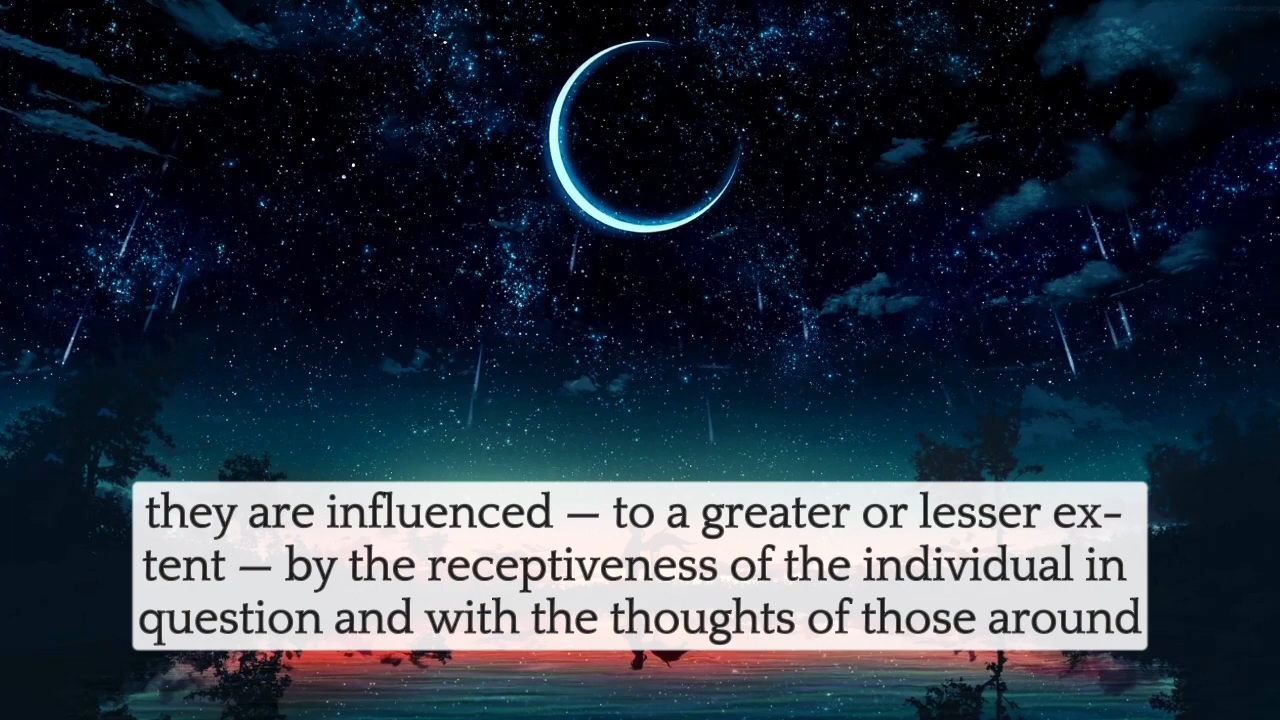 they are influenced — to a greater or lesser ex-
tent — by the receptiveness of the individual in
question and with the thoughts of those around